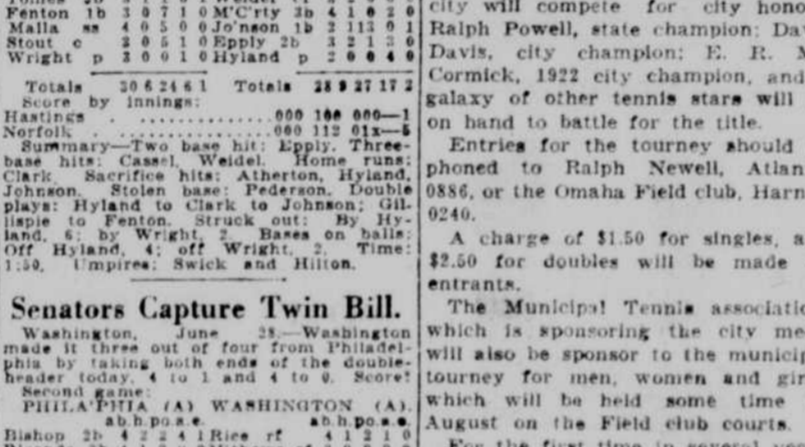 Fenton 1b 3 0 7 1 0 M'C'rty 3b 4 1 0 2 0
Malla ss 4 0 5 0 0 Jo'nson 1b 2 1 13 0 1
Stout c 3 0 5 1 0 Epply 2b 3 2 1 3 0
Wright p 3 0 0 1 0 Hyland p 2 0 0 4 0
Totals 30 6 24 6 1 Totals 28 9 27 17 2
Score by innings:
Hastings 000 100 000—1
Norfolk 000 112 01x—5
Summary—Two base hit: Epply. Three-
base hits: Cassel, Weidel. Home runs:
Clark. Sacrifice hits: Atherton, Hyland,
Johnson. Stolen base: Pederson. Double
plays: Hyland to Clark to Johnson; Gil-
lispie to Fenton. Struck out: By Hy-
land, 6; by Wright, 2. Bases on balls:
Off Hyland, 4; off Wright, 2. Time:
1:50. Umpires: Swick and Hilton.
Senators Capture Twin Bill.
Washington, June 28.—Washington
made it three out of four from Philadel-
phia by taking both ends of the double-
header today, 4 to 1 and 4 to 0. Score:
Second game:
PHILA'PHIA (A) WASHINGTON (A).
ab.h.po.a.e. ab.h.po.a.e.
Bishop 2b 4 2 2 4 1 Rice rf 4 1 2 1 0
city will compete for city hono
Ralph Powell, state champion; Da
Davis, city champion; E. R. M
Cormick, 1922 city champion, and
galaxy of other tennis stars will
on hand to battle for the title.
Entries for the tourney should
phoned to Ralph Newell, Atlan
0886, or the Omaha Field club, Harn
0240.
A charge of $1.50 for singles, a
$2.50 for doubles will be made
entrants.
The Municipal Tennis associatio
which is sponsoring the city me
will also be sponsor to the municip
tourney for men, women and gir
which will be held some time
August on the Field club courts.
For the first time in several ye